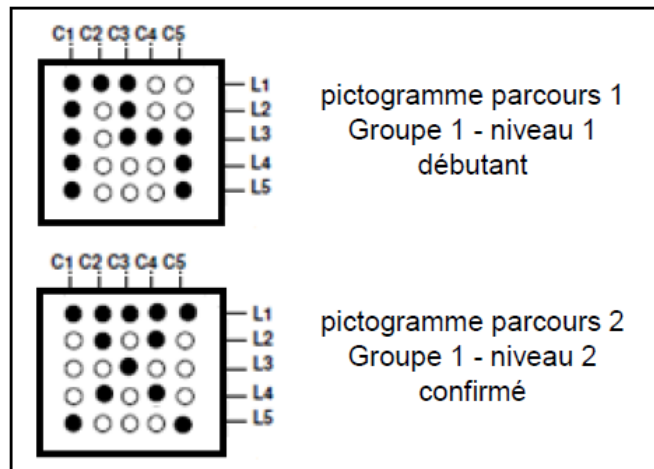 C1 C2 C3 C4 C5
L1
L2
L3
L4
L5
pictogramme parcours 1
Groupe 1 - niveau 1
débutant
C1 C2 C3 C4 C5
L1
L2
L3
L4
L5
pictogramme parcours 2
Groupe 1 - niveau 2
confirmé